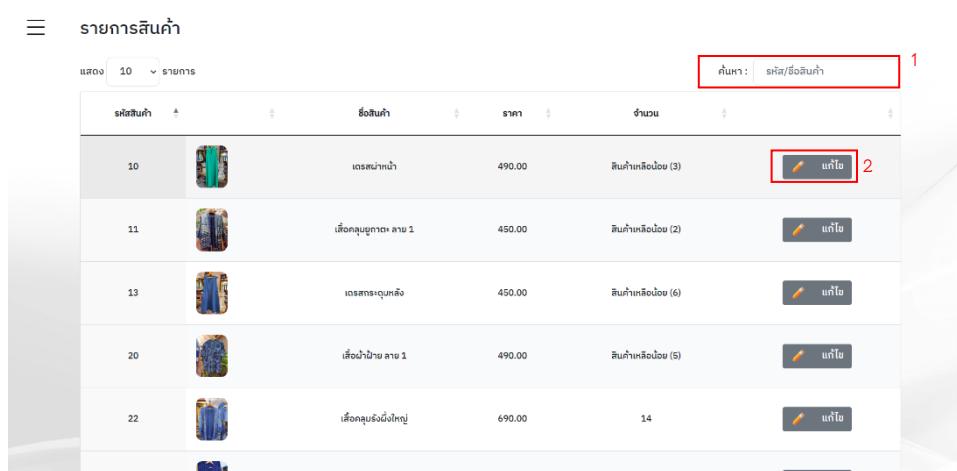 รายการสินค้า
แสดง 10 รายการ ค้นหา : รหัส/ชื่อสินค้า 1
รหัสสินค้า ชื่อสินค้า ราคา จำนวน
10 เดรสผ่าหน้า 490.00 สินค้าเหลือน้อย (3) แก้ไข 2
11 เสื้อคลุมยูกาตะ ลาย 1 450.00 สินค้าเหลือน้อย (2) แก้ไข
13 เดรสกระดุมหลัง 450.00 สินค้าเหลือน้อย (6) แก้ไข
20 เสื้อผ้าฝ้าย ลาย 1 490.00 สินค้าเหลือน้อย (5) แก้ไข
22 เสื้อคลุมรังผึ้งใหญ่ 690.00 14 แก้ไข